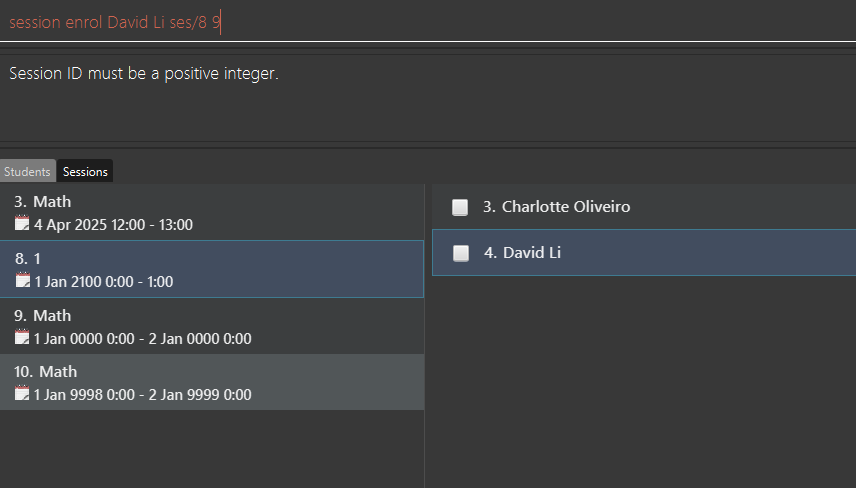 session enrol David Li ses/8 9
Session ID must be a positive integer.
Students Sessions
3. Math
4 Apr 2025 12:00 - 13:00
8. 1
1 Jan 2100 0:00 - 1:00
9. Math
1 Jan 0000 0:00 - 2 Jan 0000 0:00
10. Math
1 Jan 9998 0:00 - 2 Jan 9999 0:00
3. Charlotte Oliveiro
4. David Li